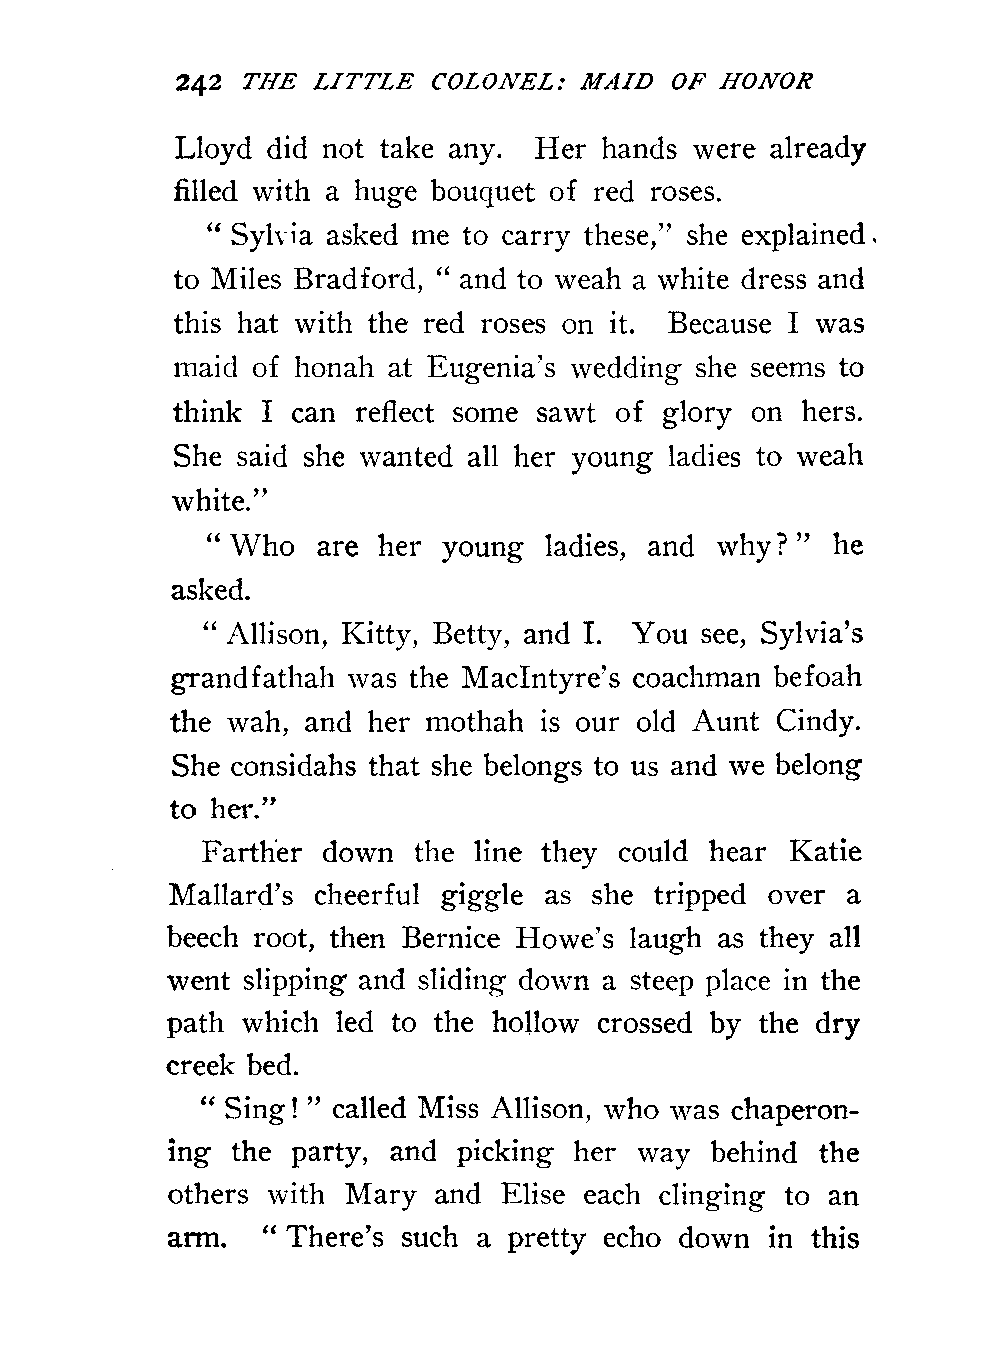 242 THE LITTLE COLONEL: MAID OF HONOR
Lloyd did not take any. Her hands were already
filled with a huge bouquet of red roses.
“ Sylvia asked me to carry these,” she explained.
to Miles Bradford, “ and to weah a white dress and
this hat with the red roses on it. Because I was
maid of honah at Eugenia’s wedding she seems to
think I can reflect some sawt of glory on hers.
She said she wanted all her young ladies to weah
white.”
“ Who are her young ladies, and why? ” he
asked.
“ Allison, Kitty, Betty, and I. You see, Sylvia’s
grandfathah was the MacIntyre’s coachman befoah
the wah, and her mothah is our old Aunt Cindy.
She considahs that she belongs to us and we belong
to her.”
Farther down the line they could hear Katie
Mallard’s cheerful giggle as she tripped over a
beech root, then Bernice Howe’s laugh as they all
went slipping and sliding down a steep place in the
path which led to the hollow crossed by the dry
creek bed.
“ Sing! ” called Miss Allison, who was chaperon-
ing the party, and picking her way behind the
others with Mary and Elise each clinging to an
arm. “ There’s such a pretty echo down in this